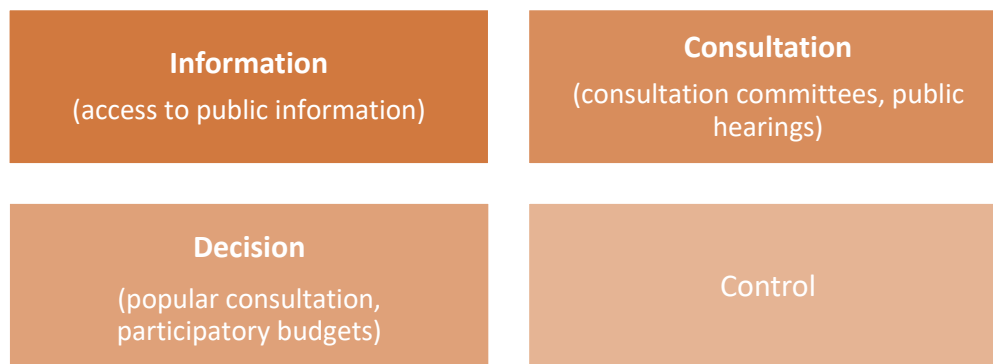 Information
(access to public information)
Consultation
(consultation committees, public
hearings)
Decision
(popular consultation,
participatory budgets)
Control